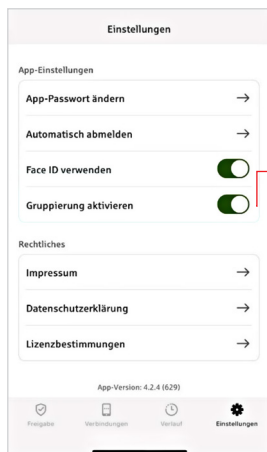 Einstellungen
App-Einstellungen
App-Passwort ändern
Automatisch abmelden
Face ID verwenden
Gruppierung aktivieren
Rechtliches
Impressum
Datenschutzerklärung
Lizenzbestimmungen
App-Version: 4.2.4 (629)
Freigabe Verbindungen Verlauf Einstellungen